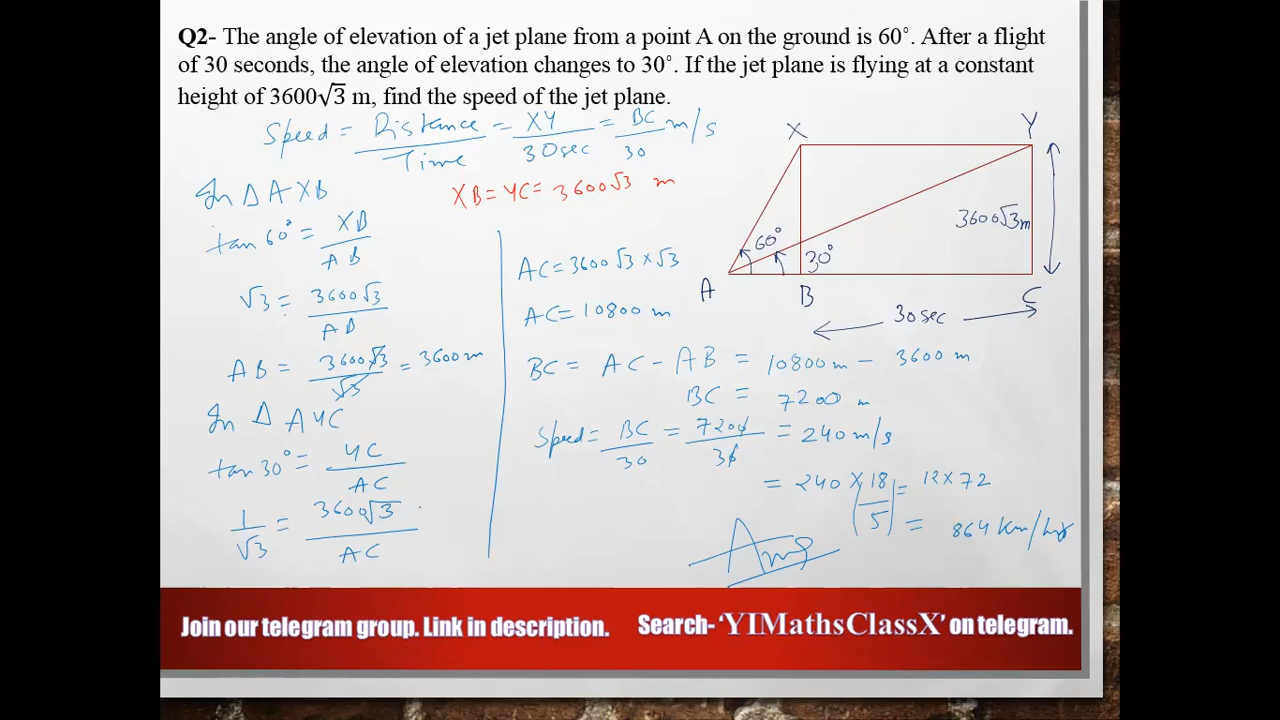 Q2- The angle of elevation of a jet plane from a point A on the ground is 60˚. After a flight
of 30 seconds, the angle of elevation changes to 30˚. If the jet plane is flying at a constant
height of 3600√3 m, find the speed of the jet plane.
Speed = Distance/Time = XY/30sec = BC/30 m/s
In Δ AXB
XB = YC = 3600√3 m
tan 60° = XB/AB
√3 = 3600√3/AB
AB = 3600√3/√3 = 3600m
In Δ AYC
tan 30° = YC/AC
1/√3 = 3600√3/AC
AC = 3600√3 × √3
AC = 10800 m
BC = AC - AB = 10800m - 3600 m
BC = 7200 m
Speed = BC/30 = 7200/30 = 240 m/s
= 240 × 18/5 = 12 × 72
= 864 km/hr
Ans
X
Y
60°
30°
3600√3m
A
B
C
30sec
Join our telegram group. Link in description.
Search- ‘YIMathsClassX’ on telegram.